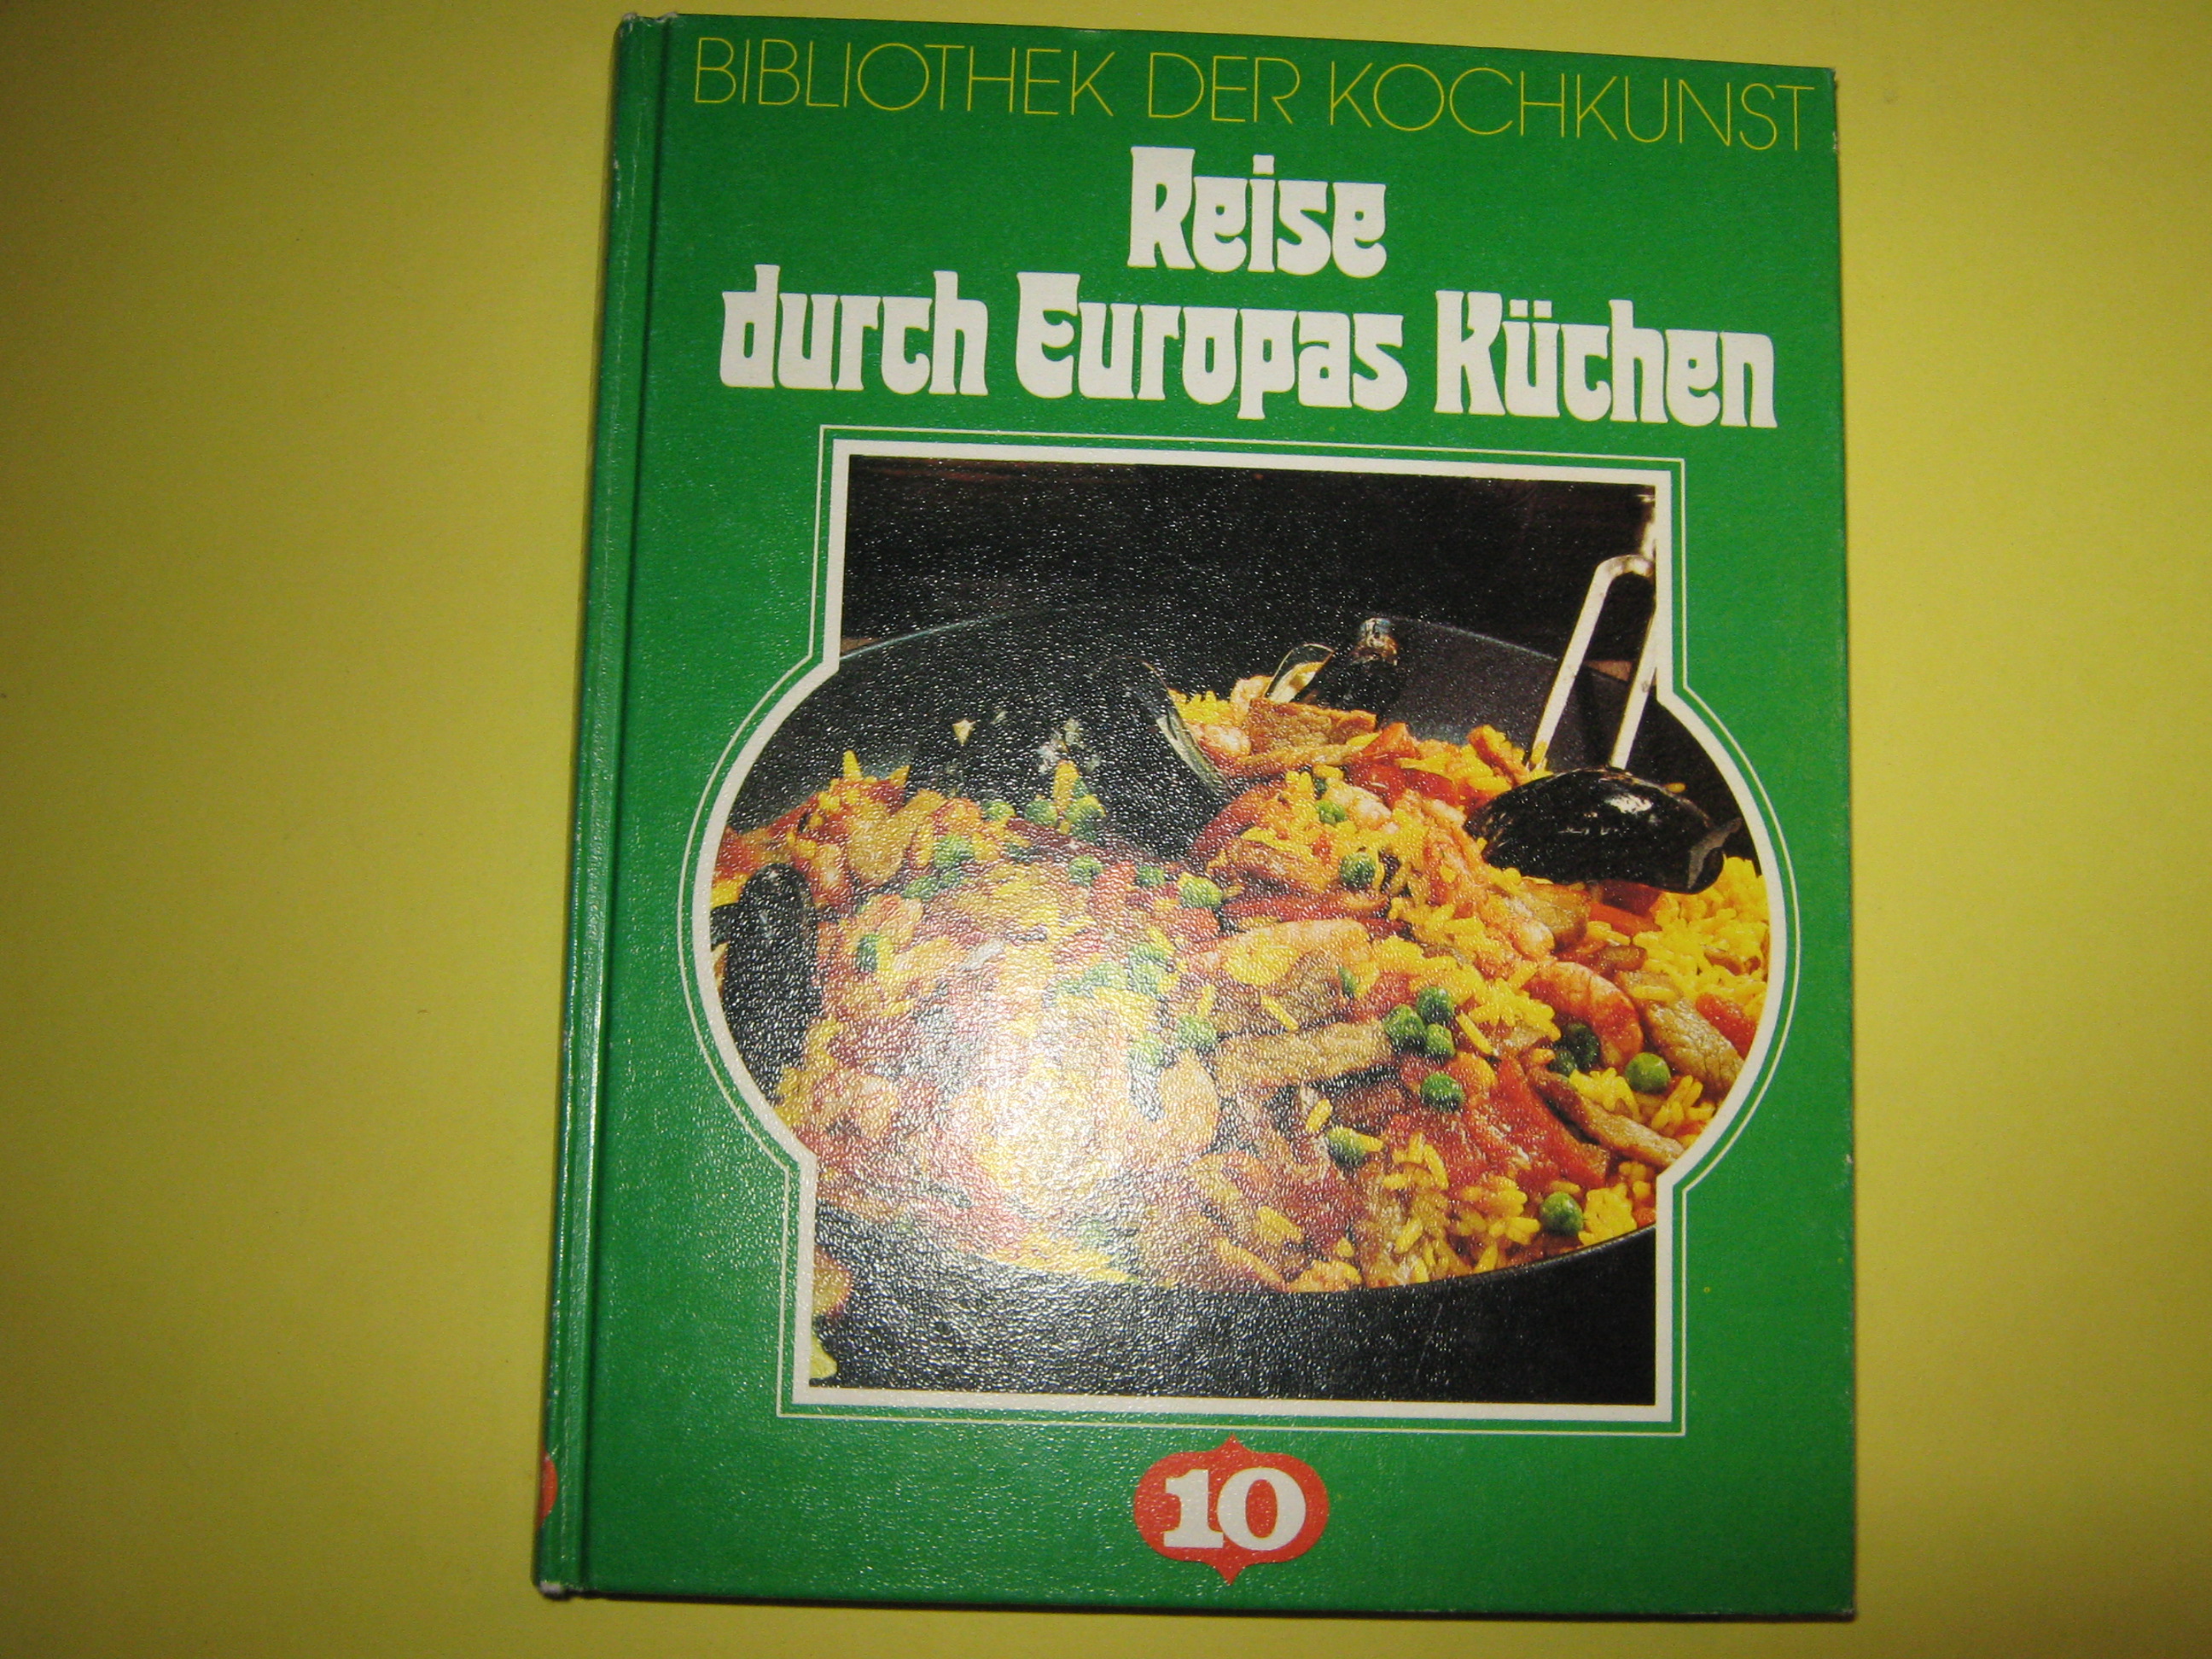 BIBLIOTHEK DER KOCHKUNST
Reise
durch Europas Küchen
10